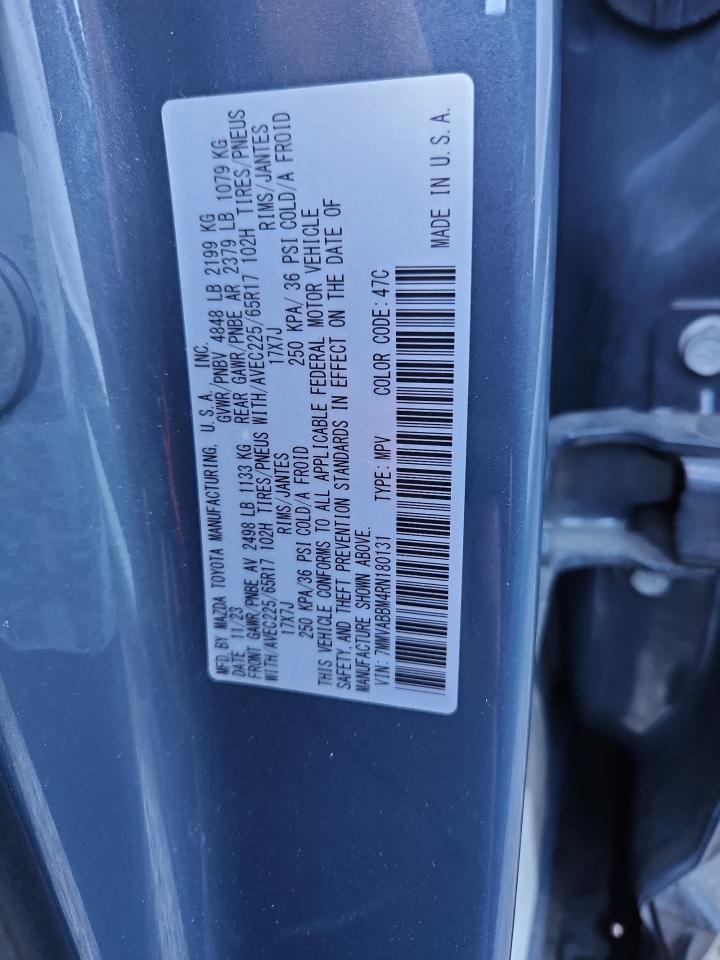 MFD. BY MAZDA TOYOTA MANUFACTURING, U.S.A. INC.
DATE 11/23 GVWR/PNBV 4848 LB 2199 KG
FRONT GAWR/PNBE AV 2498 LB 1133 KG REAR GAWR/PNBE AR 2379 LB 1079 KG
WITH/AVEC225/65R17 102H TIRES/PNEUS WITH/AVEC225/65R17 102H TIRES/PNEUS
17X7J RIMS/JANTES 17X7J RIMS/JANTES
250 KPA/36 PSI COLD/A FROID 250 KPA/ 36 PSI COLD/A FROID
THIS VEHICLE CONFORMS TO ALL APPLICABLE FEDERAL MOTOR VEHICLE
SAFETY, AND THEFT PREVENTION STANDARDS IN EFFECT ON THE DATE OF
MANUFACTURE SHOWN ABOVE.
VIN: 7MMVABBM4RN180131 TYPE: MPV COLOR CODE: 47C
MADE IN U.S.A.